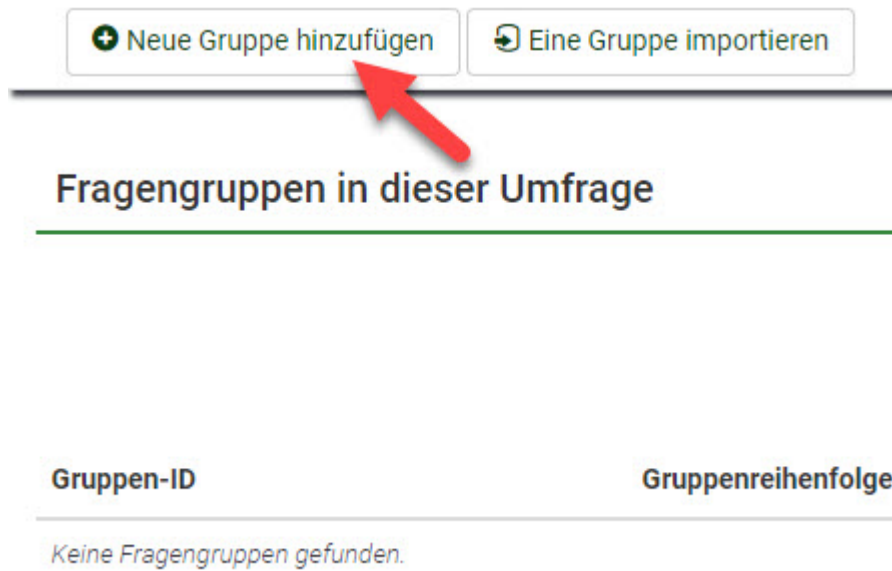 Neue Gruppe hinzufügen Eine Gruppe importieren
Fragengruppen in dieser Umfrage
Gruppen-ID Gruppenreihenfolge
Keine Fragengruppen gefunden.